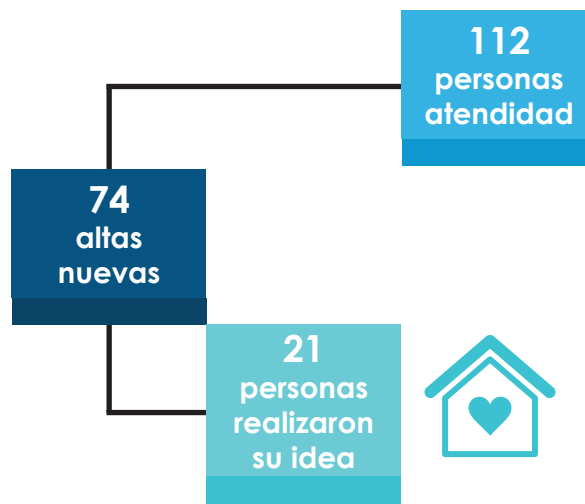 112
personas
atendidad
74
altas
nuevas
21
personas
realizaron
su idea